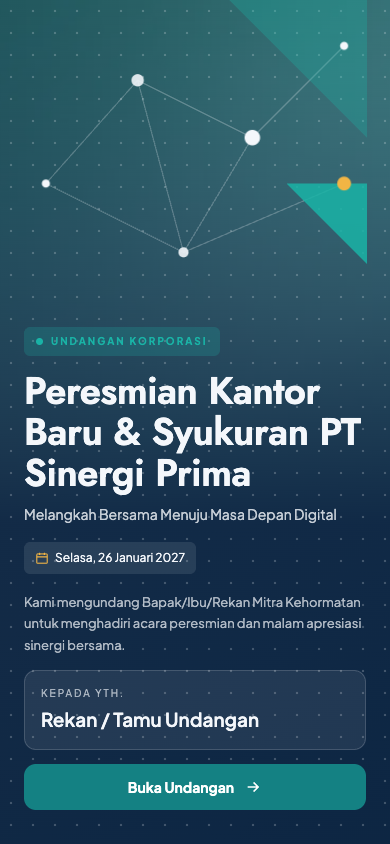 UNDANGAN KORPORASI
Peresmian Kantor
Baru & Syukuran PT
Sinergi Prima
Melangkah Bersama Menuju Masa Depan Digital
Selasa, 26 Januari 2027
Kami mengundang Bapak/Ibu/Rekan Mitra Kehormatan
untuk menghadiri acara peresmian dan malam apresiasi
sinergi bersama.
KEPADA YTH:
Rekan / Tamu Undangan
Buka Undangan →